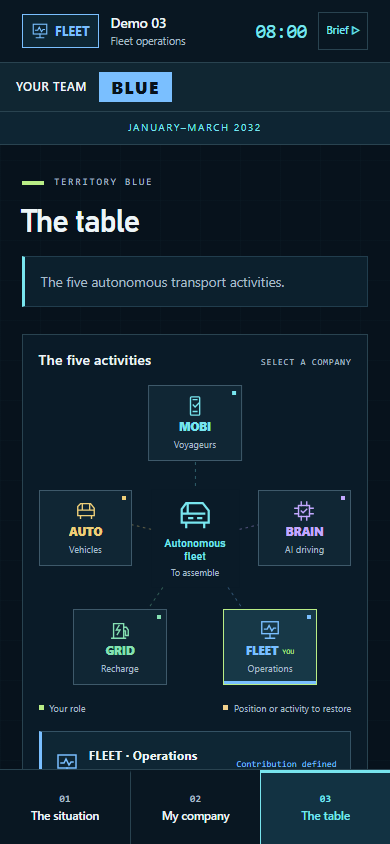 FLEET
Demo 03
Fleet operations
08:00
Brief
YOUR TEAM
BLUE
JANUARY–MARCH 2032
TERRITORY BLUE
The table
The five autonomous transport activities.
The five activities
SELECT A COMPANY
MOBI
Voyageurs
AUTO
Vehicles
Autonomous
fleet
To assemble
BRAIN
AI driving
GRID
Recharge
FLEET YOU
Operations
Your role
Position or activity to restore
FLEET · Operations
Contribution defined
01
The situation
02
My company
03
The table